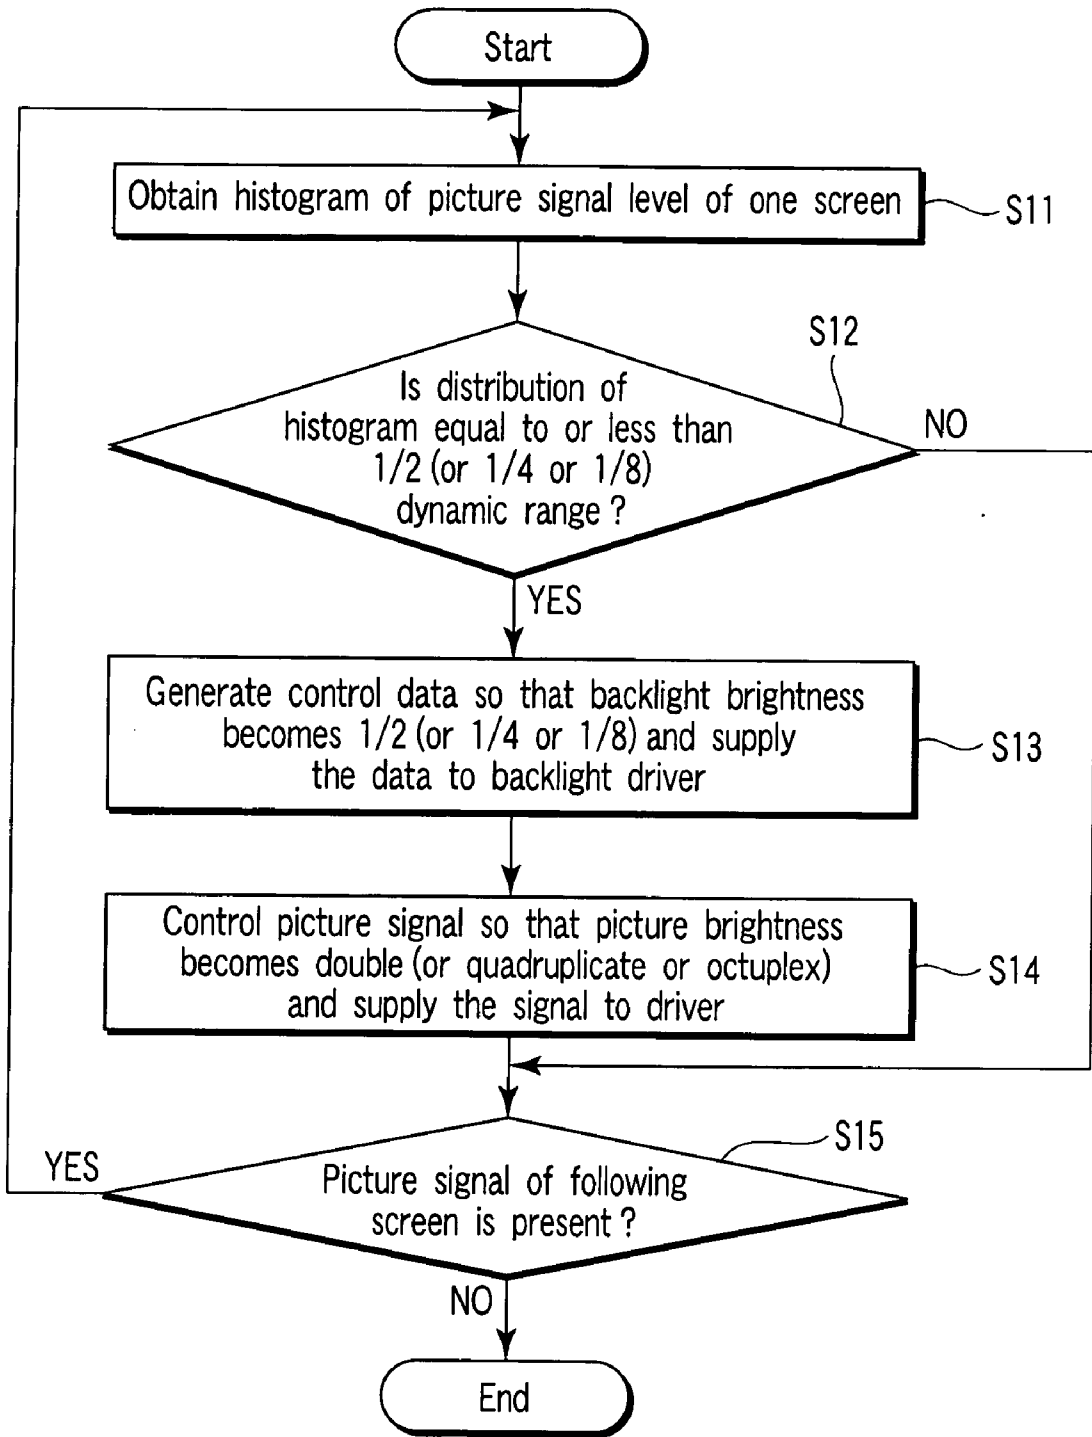 Start
Obtain histogram of picture signal level of one screen
S11
S12
Is distribution of
histogram equal to or less than
1/2 (or 1/4 or 1/8)
dynamic range ?
NO
YES
Generate control data so that backlight brightness
becomes 1/2 (or 1/4 or 1/8) and supply
the data to backlight driver
S13
Control picture signal so that picture brightness
becomes double (or quadruplicate or octuplex)
and supply the signal to driver
S14
S15
YES
Picture signal of following
screen is present ?
NO
End